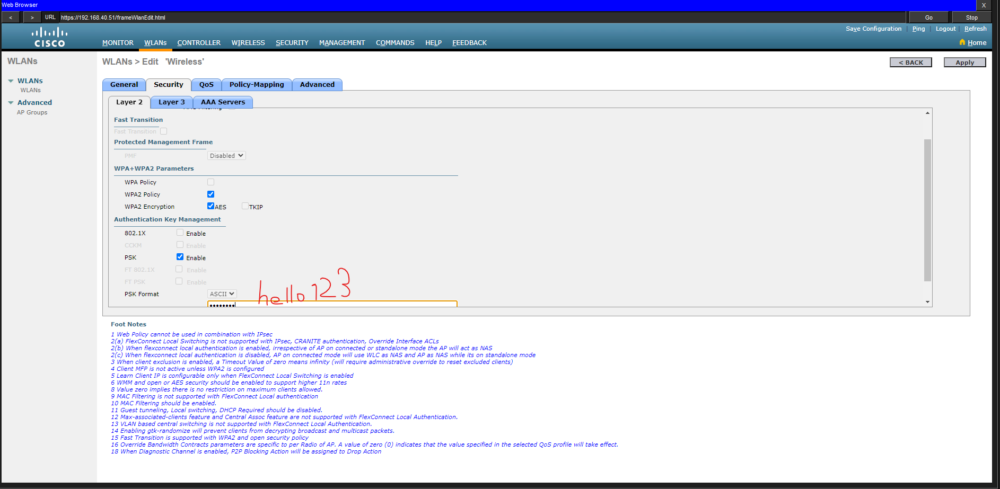 Web Browser
X
< > URL https://192.168.40.51/frameWlanEdit.html Go Stop
Save Configuration | Ping | Logout | Refresh
CISCO
MONITOR WLANs CONTROLLER WIRELESS SECURITY MANAGEMENT COMMANDS HELP FEEDBACK
Home
WLANs
WLANs
WLANs
Advanced
AP Groups
WLANs > Edit 'Wireless'
< BACK Apply
General Security QoS Policy-Mapping Advanced
Layer 2 Layer 3 AAA Servers
Fast Transition
Fast Transition
Protected Management Frame
PMF Disabled
WPA+WPA2 Parameters
WPA Policy
WPA2 Policy
WPA2 Encryption AES TKIP
Authentication Key Management
802.1X Enable
CCKM Enable
PSK Enable
FT 802.1X Enable
FT PSK Enable
PSK Format ASCII
hello123
••••••••
Foot Notes
1 Web Policy cannot be used in combination with IPsec
2(a) FlexConnect Local Switching is not supported with IPsec, CRANITE authentication, Override Interface ACLs
2(b) When flexconnect local authentication is enabled, irrespective of AP on connected or standalone mode the AP will act as NAS
2(c) When flexconnect local authentication is disabled, AP on connected mode will use WLC as NAS and AP as NAS while its on standalone mode
3 When client exclusion is enabled, a Timeout Value of zero means infinity (will require administrative override to reset excluded clients)
4 Client MFP is not active unless WPA2 is configured
5 Learn Client IP is configurable only when FlexConnect Local Switching is enabled
6 WMM and open or AES security should be enabled to support higher 11n rates
8 Value zero implies there is no restriction on maximum clients allowed.
9 MAC Filtering is not supported with FlexConnect Local authentication
10 MAC Filtering should be enabled.
11 Guest tunneling, Local switching, DHCP Required should be disabled.
12 Max-associated-clients feature and Central Assoc feature are not supported with FlexConnect Local Authentication.
13 VLAN based central switching is not supported with FlexConnect Local Authentication.
14 Enabling gtk-randomize will prevent clients from decrypting broadcast and multicast packets.
15 Fast Transition is supported with WPA2 and open security policy
16 Override Bandwidth Contracts parameters are specific to per Radio of AP. A value of zero (0) indicates that the value specified in the selected QoS profile will take effect.
18 When Diagnostic Channel is enabled, P2P Blocking Action will be assigned to Drop Action